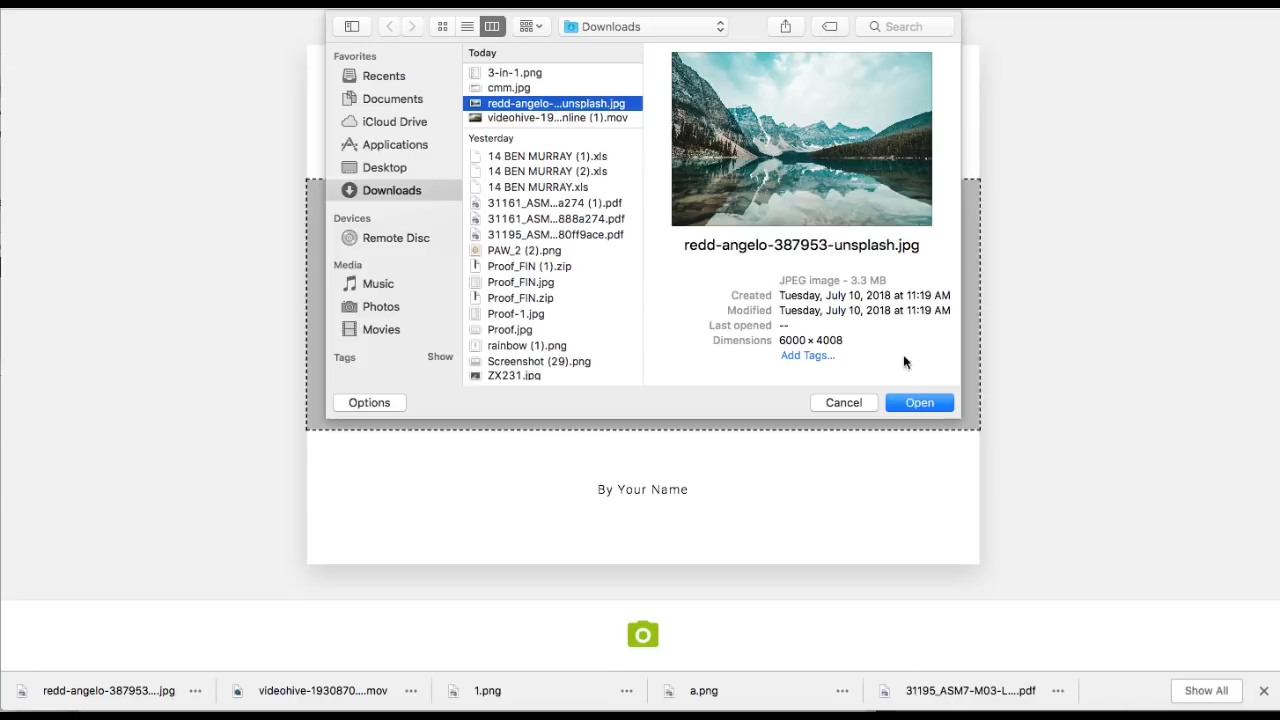 Downloads
Search
Favorites
Recents
Documents
iCloud Drive
Applications
Desktop
Downloads
Devices
Remote Disc
Media
Music
Photos
Movies
Tags
Show
Today
3-in-1.png
cmm.jpg
redd-angelo-...unsplash.jpg
videohive-19...nline (1).mov
Yesterday
14 BEN MURRAY (1).xls
14 BEN MURRAY (2).xls
14 BEN MURRAY.xls
31161_ASM...a274 (1).pdf
31161_ASM...888a274.pdf
31195_ASM...80ff9ace.pdf
PAW_2 (2).png
Proof_FIN (1).zip
Proof_FIN.jpg
Proof_FIN.zip
Proof-1.jpg
Proof.jpg
rainbow (1).png
Screenshot (29).png
ZX231.jpg
redd-angelo-387953-unsplash.jpg
JPEG image - 3.3 MB
Created Tuesday, July 10, 2018 at 11:19 AM
Modified Tuesday, July 10, 2018 at 11:19 AM
Last opened --
Dimensions 6000 × 4008
Add Tags...
Options
Cancel
Open
By Your Name
redd-angelo-387953....jpg
videohive-1930870....mov
1.png
a.png
31195_ASM7-M03-L....pdf
Show All